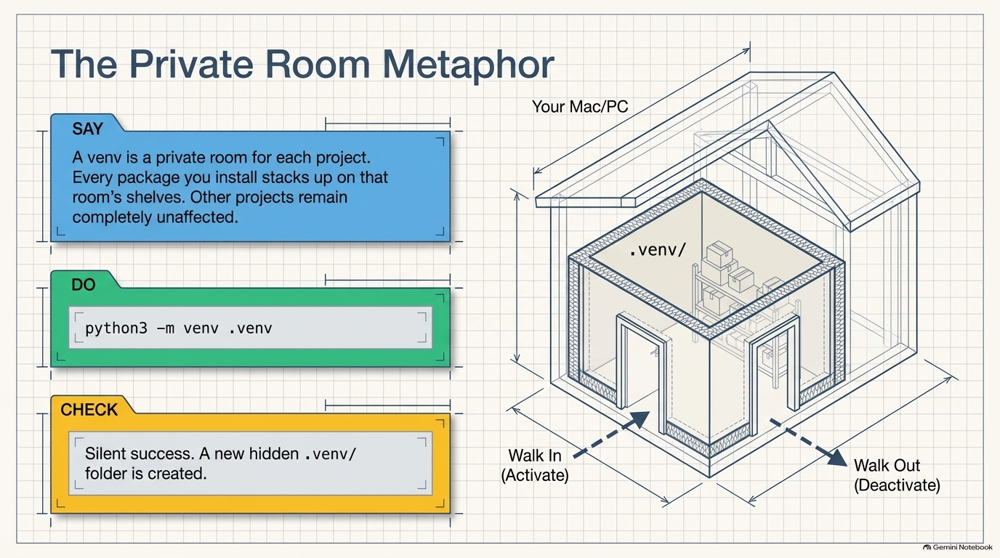 The Private Room Metaphor
SAY
A venv is a private room for each project.
Every package you install stacks up on that
room's shelves. Other projects remain
completely unaffected.
DO
python3 -m venv .venv
CHECK
Silent success. A new hidden .venv/
folder is created.
Your Mac/PC
.venv/
Walk In
(Activate)
Walk Out
(Deactivate)
Gemini Notebook